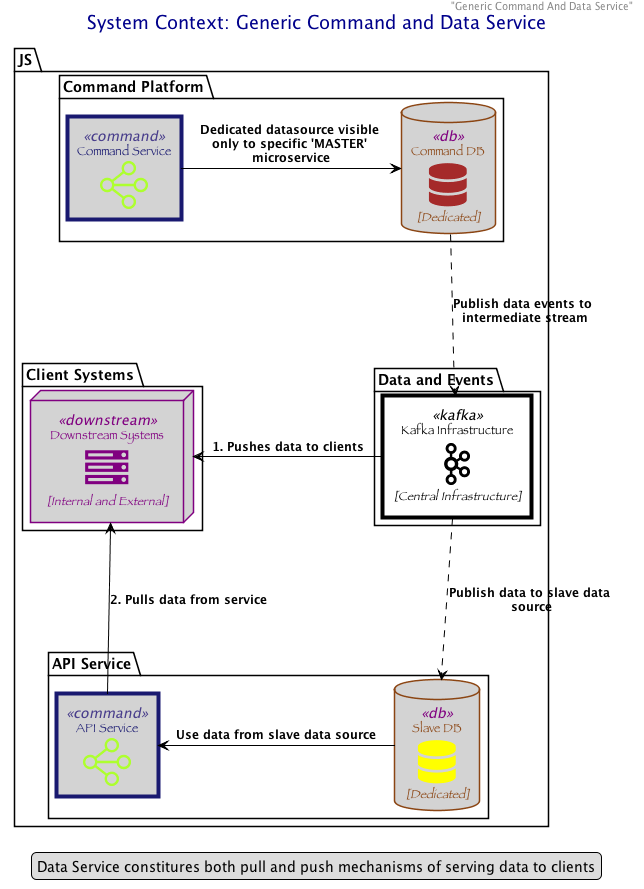 "Generic Command And Data Service"
System Context: Generic Command and Data Service
JS
Command Platform
«command»
Command Service
Dedicated datasource visible
only to specific 'MASTER'
microservice
«db»
Command DB
[Dedicated]
Publish data events to
intermediate stream
Client Systems
«downstream»
Downstream Systems
[Internal and External]
1. Pushes data to clients
Data and Events
«kafka»
Kafka Infrastructure
[Central Infrastructure]
2. Pulls data from service
Publish data to slave data
source
API Service
«command»
API Service
Use data from slave data source
«db»
Slave DB
[Dedicated]
Data Service constitures both pull and push mechanisms of serving data to clients